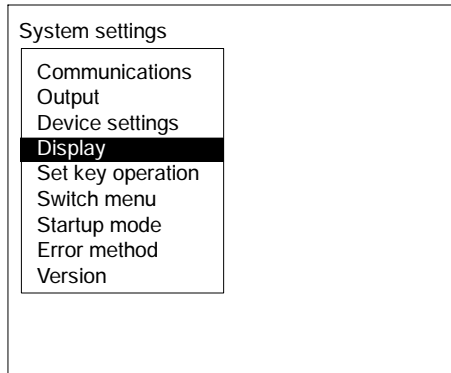 System settings
Communications
Output
Device settings
Display
Set key operation
Switch menu
Startup mode
Error method
Version